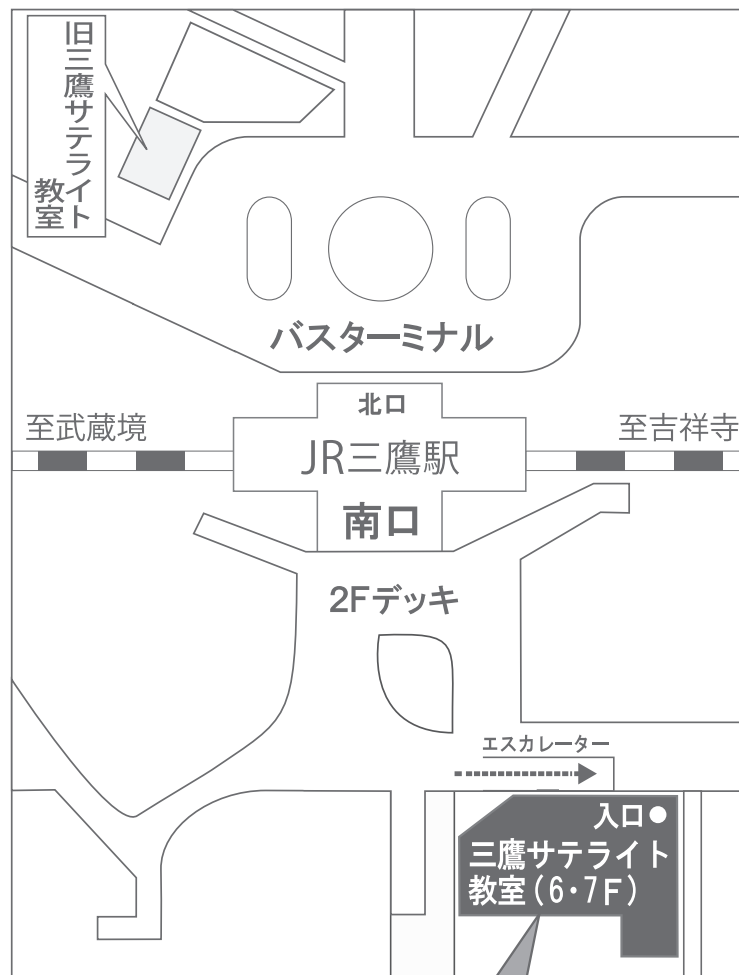 旧三鷹サテライト
教室
バスターミナル
北口
至武蔵境
至吉祥寺
JR三鷹駅
南口
2Fデッキ
エスカレーター
入口
三鷹サテライト
教室(6・7F)